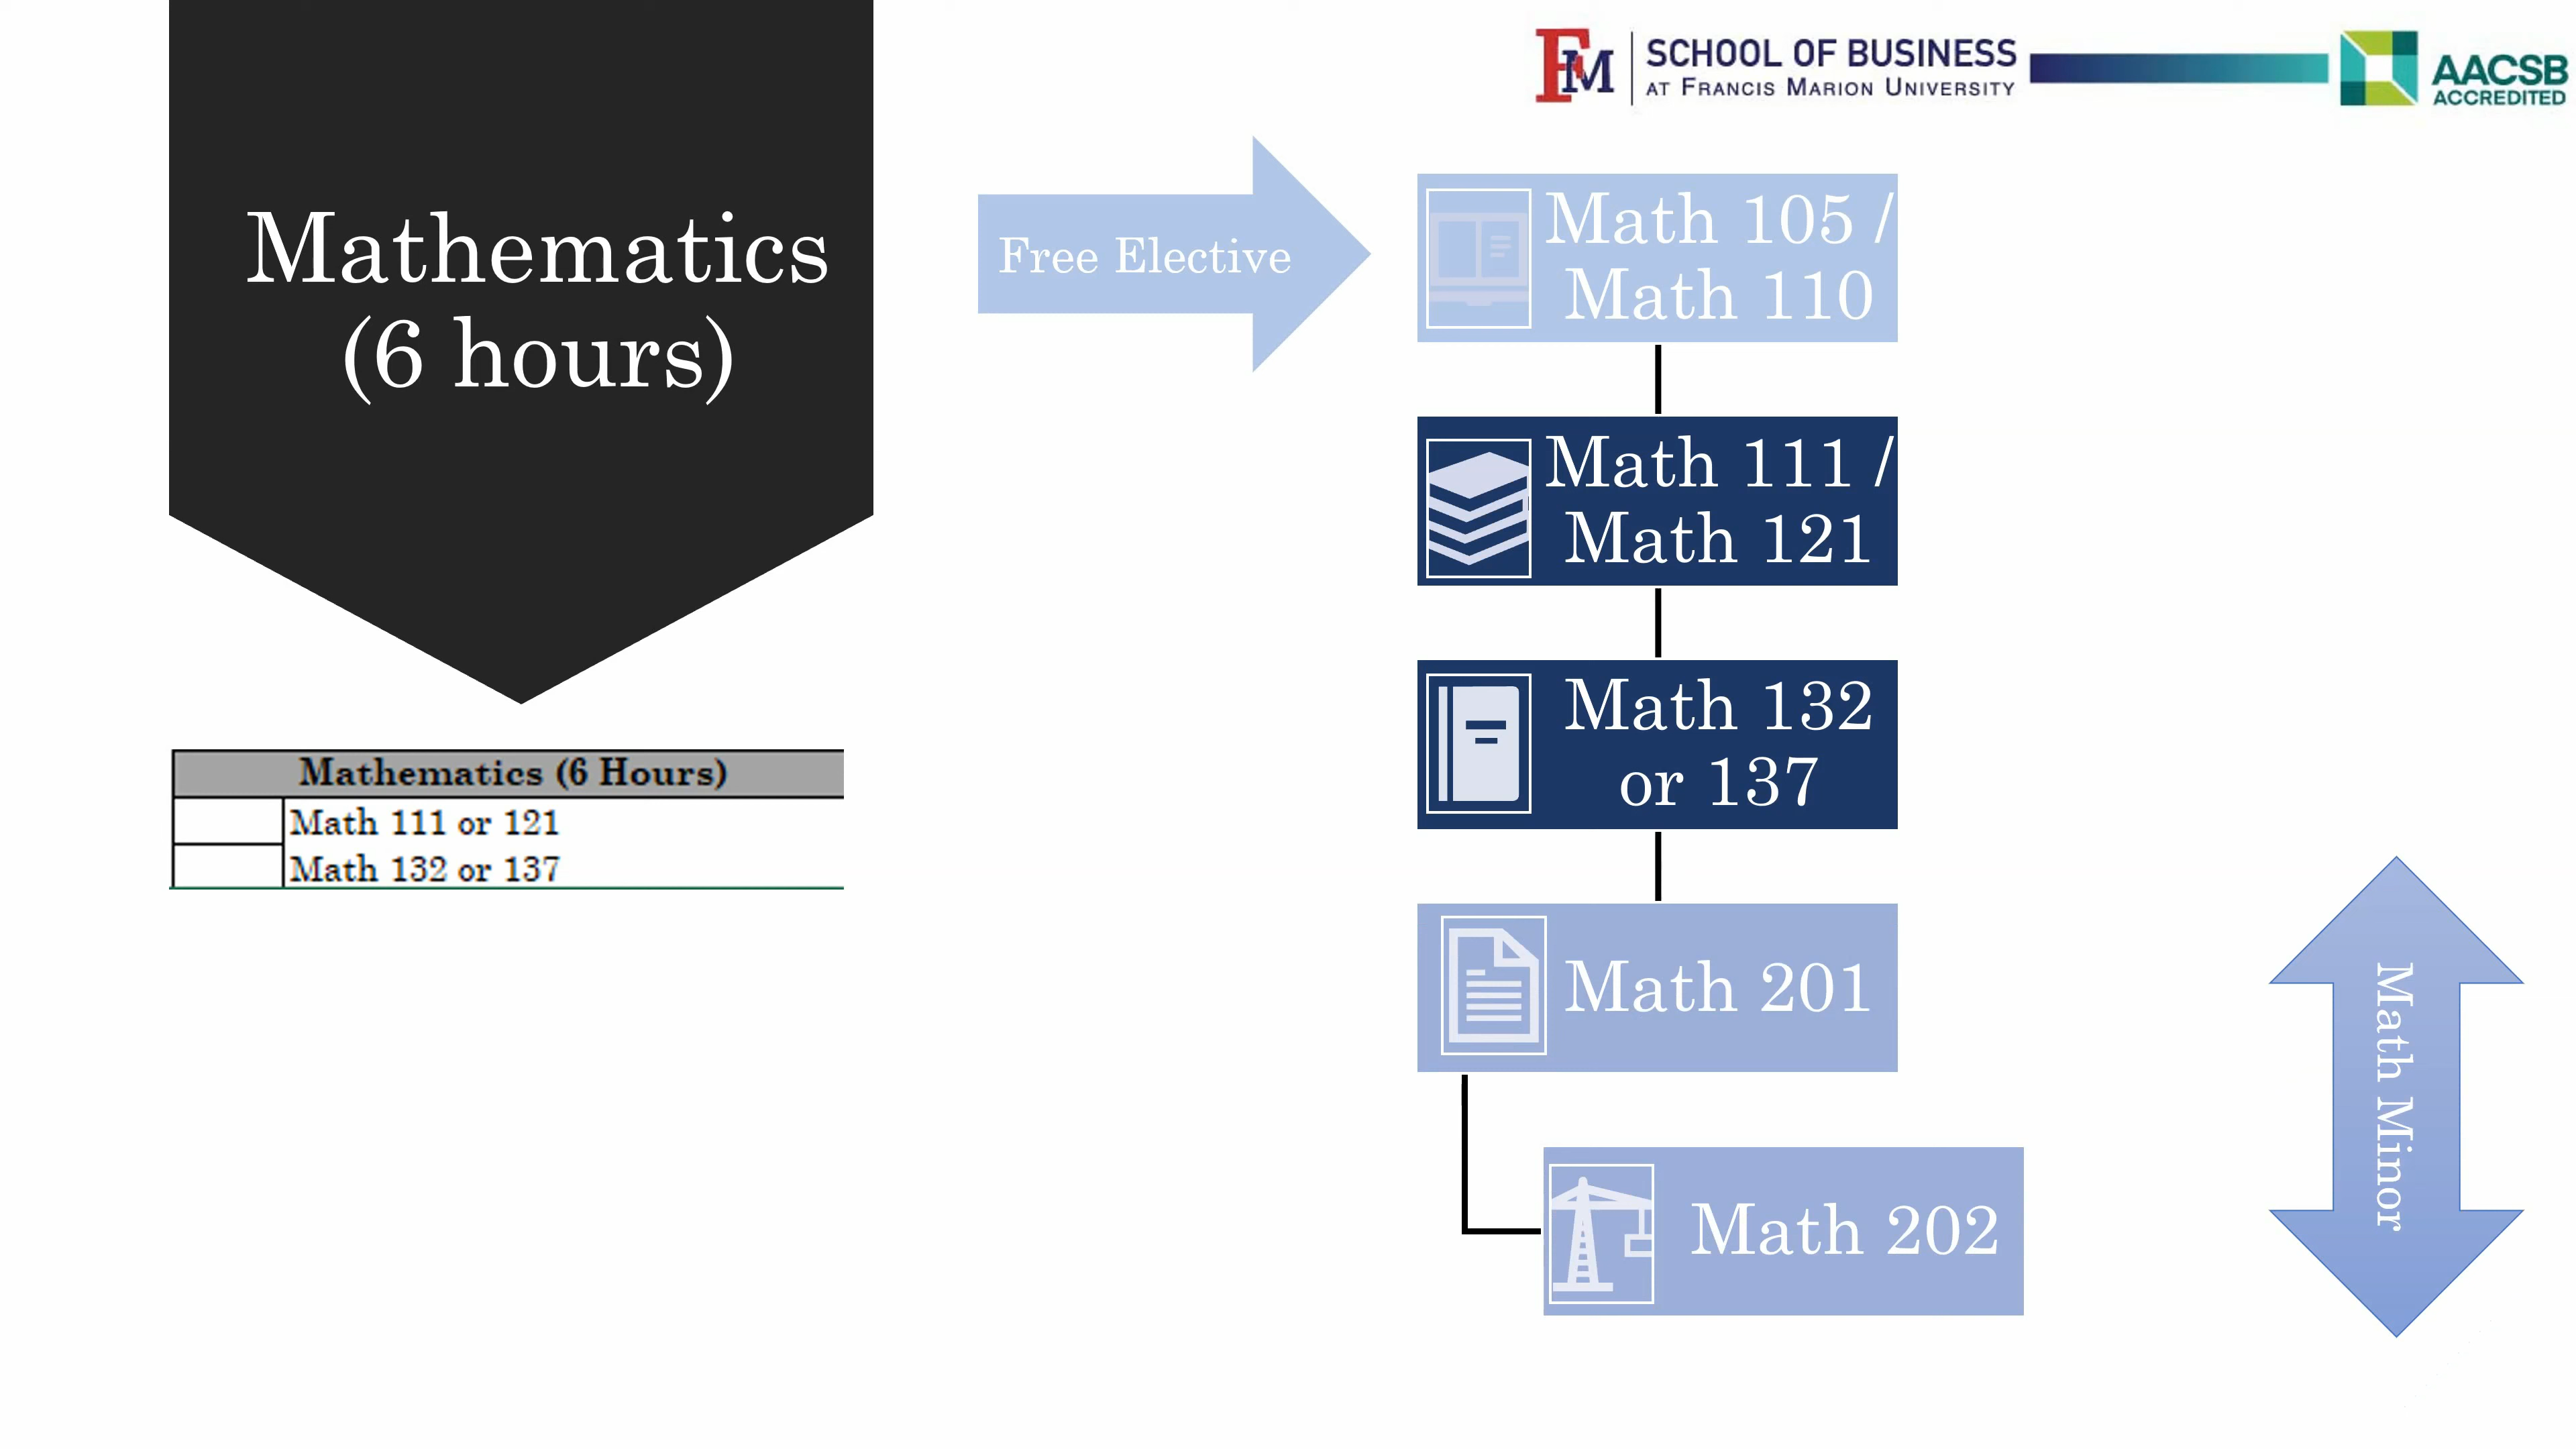 FM
SCHOOL OF BUSINESS
AT FRANCIS MARION UNIVERSITY
AACSB
ACCREDITED
Mathematics
(6 hours)
Free Elective
Math 105 /
Math 110
Math 111 /
Math 121
Math 132
or 137
Math 201
Math 202
Math Minor
Mathematics (6 Hours)
Math 111 or 121
Math 132 or 137